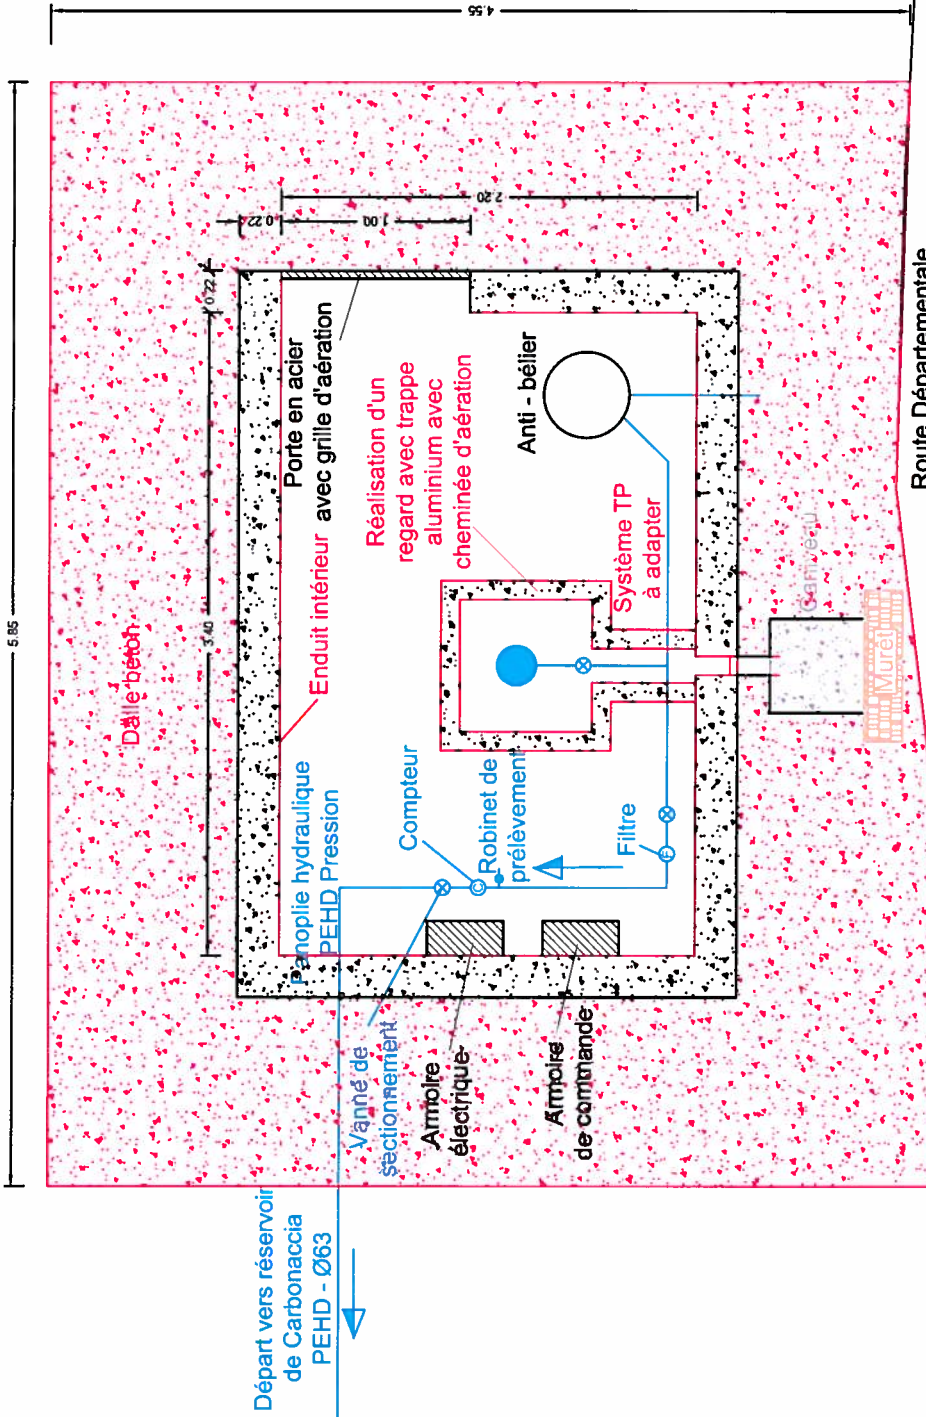 5.85
4.55
Dalle béton
3.40
0.22
0.22
1.00
2.20
Porte en acier
avec grille d'aération
Enduit intérieur
Réalisation d'un
regard avec trappe
aluminium avec
cheminée d'aération
Anti - bélier
Système TP
à adapter
Panoplie hydraulique
PEHD Pression
Compteur
Robinet de
prélèvement
Filtre
F
C
Vanne de
sectionnement
Armoire
électrique
Armoire
de commande
Départ vers réservoir
de Carbonaccia
PEHD - Ø63
Caniveau
Muret
Route Départementale